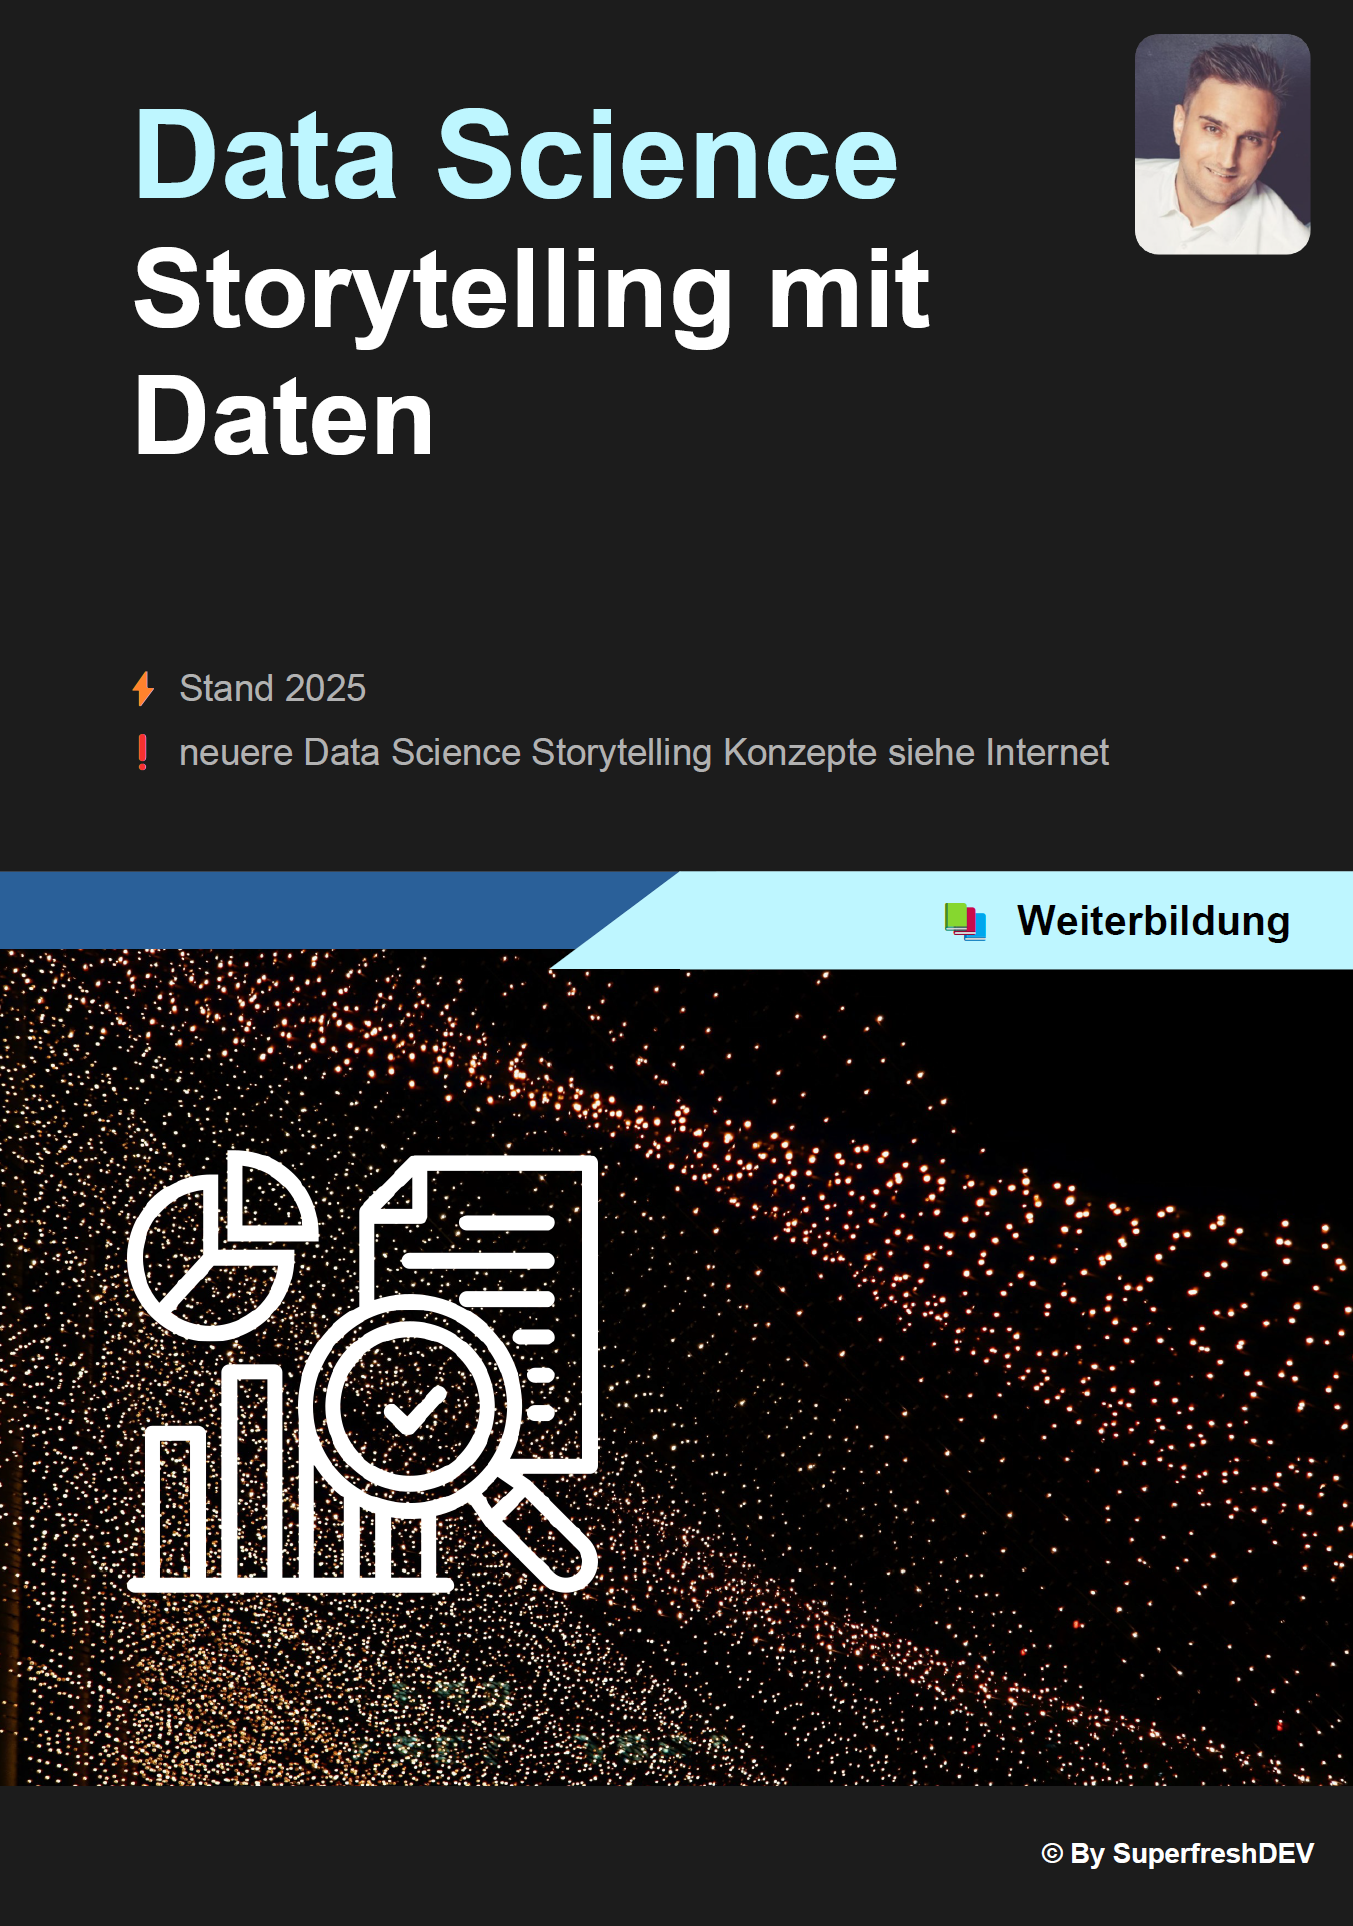 Data Science
Storytelling mit
Daten
Stand 2025
neuere Data Science Storytelling Konzepte siehe Internet
Weiterbildung
© By SuperfreshDEV